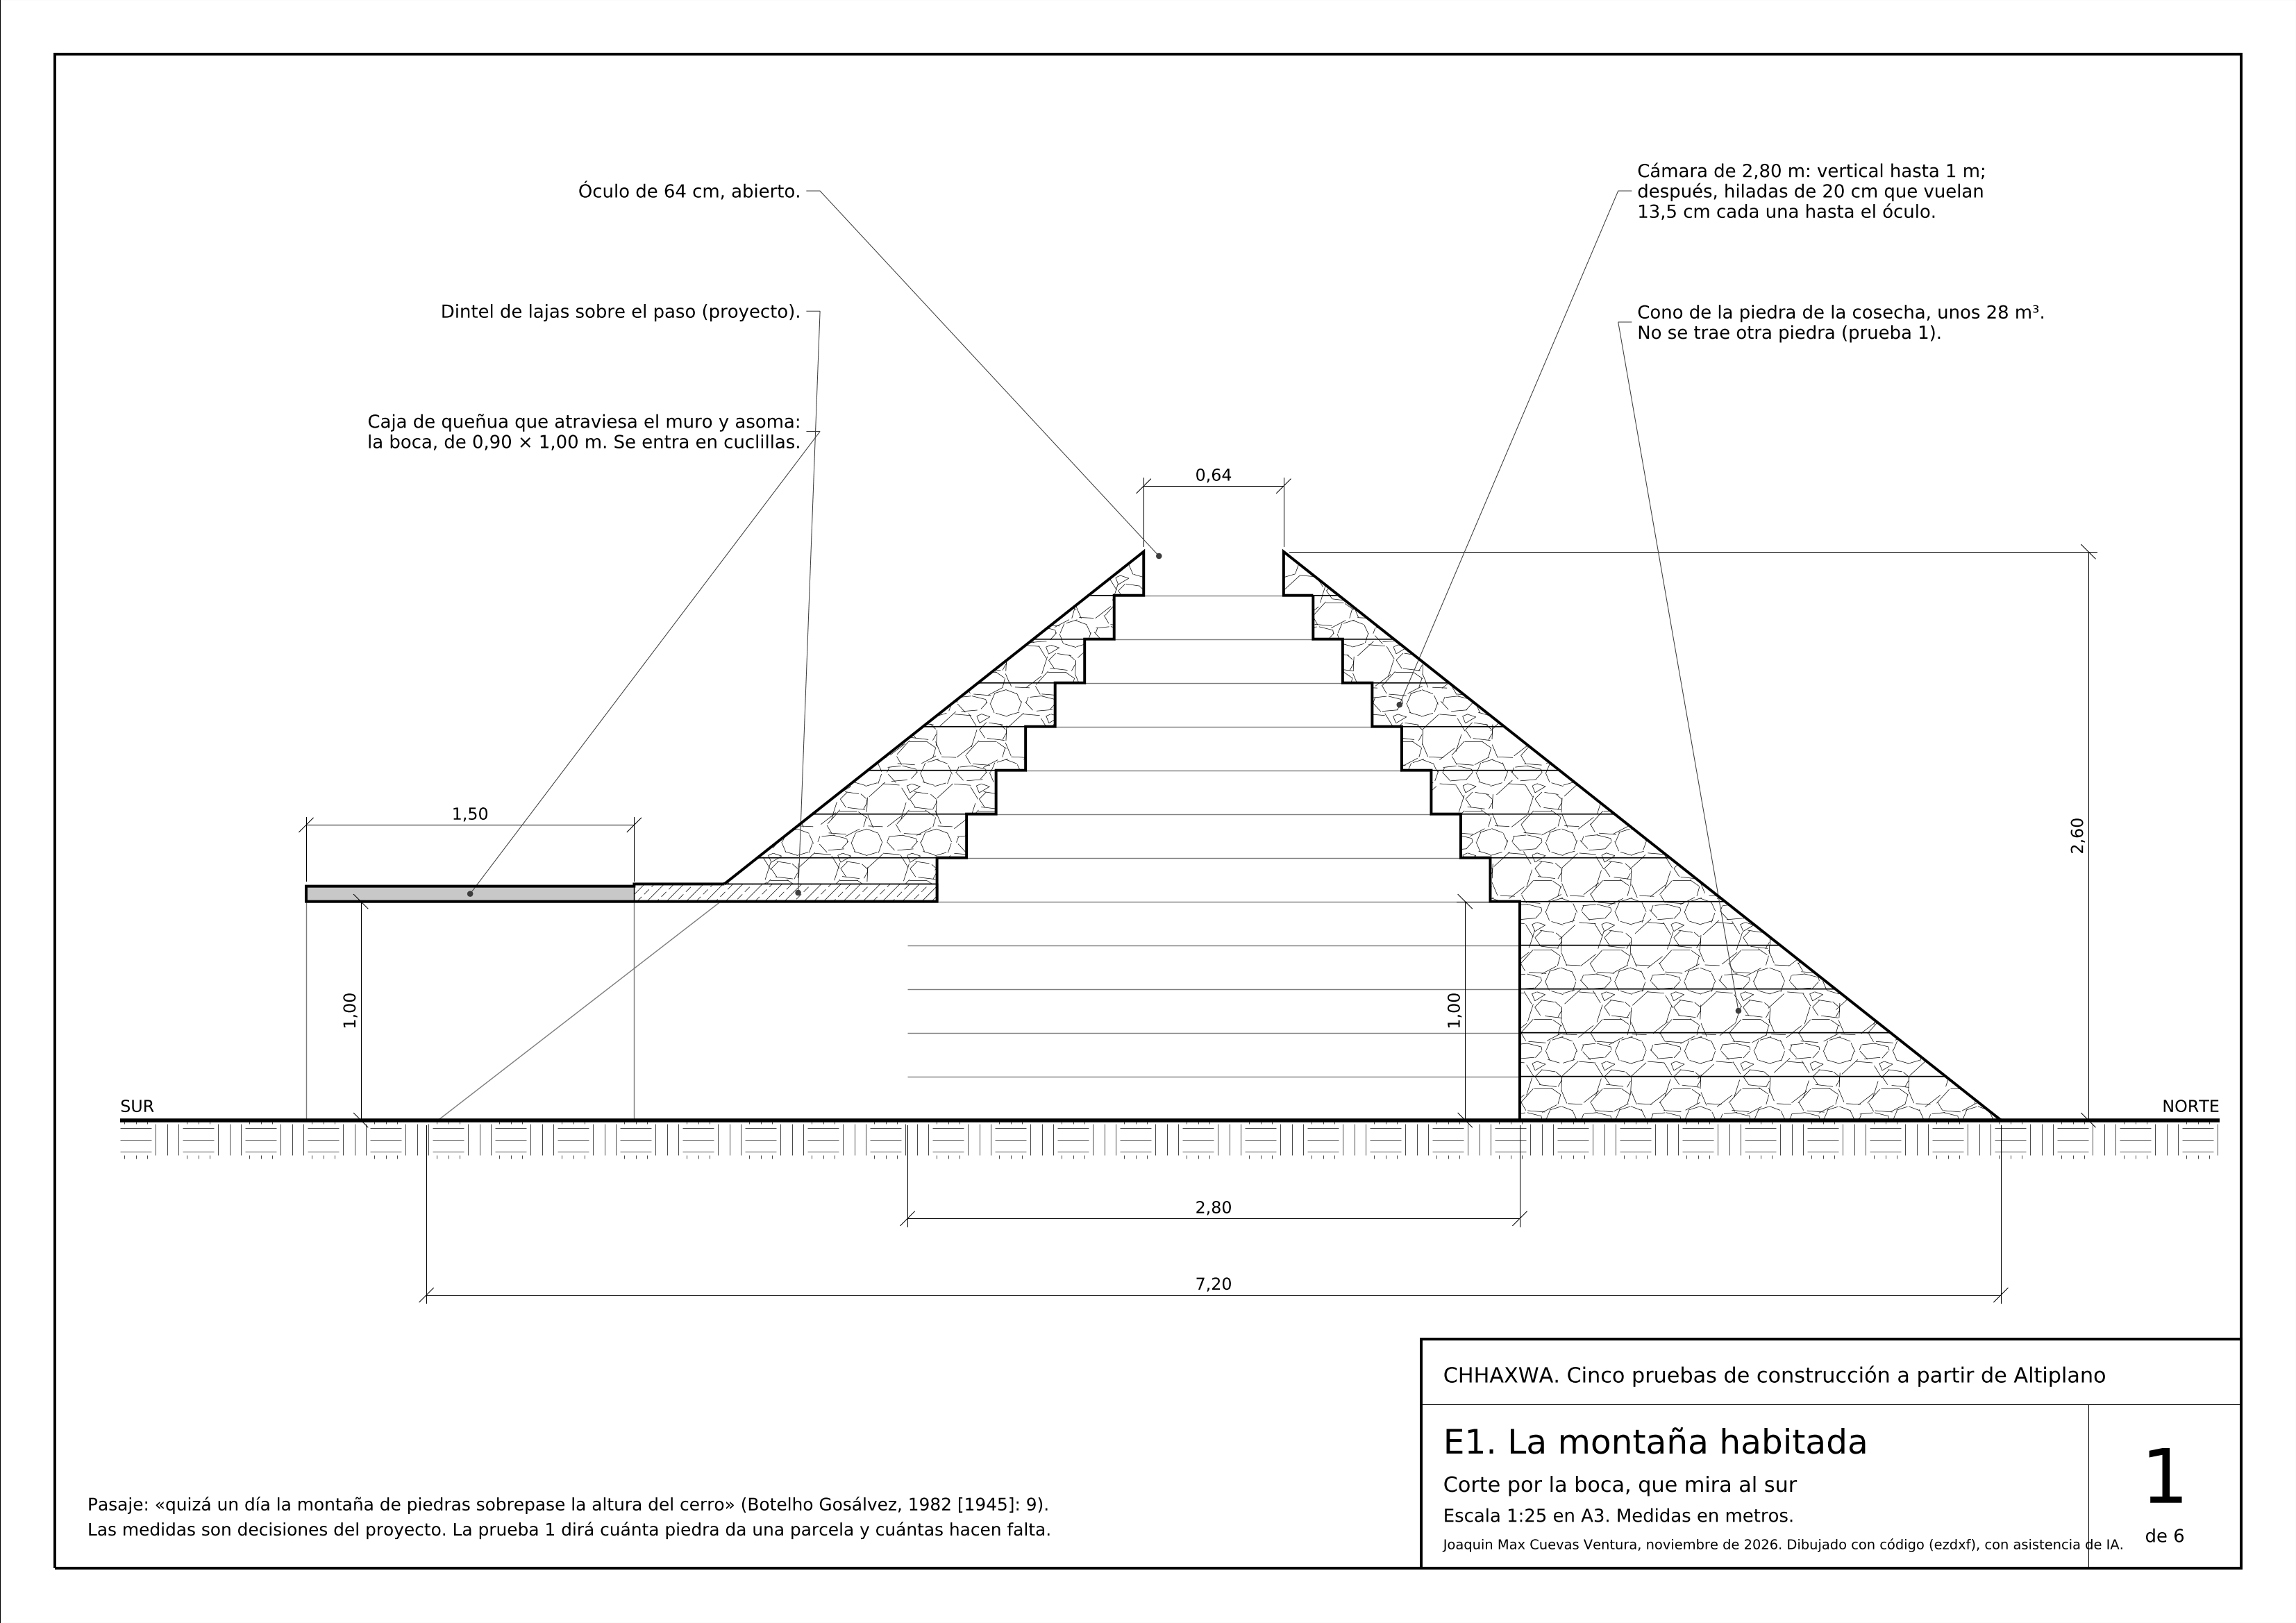 Óculo de 64 cm, abierto.
Cámara de 2,80 m: vertical hasta 1 m;
después, hiladas de 20 cm que vuelan
13,5 cm cada una hasta el óculo.
Dintel de lajas sobre el paso (proyecto).
Cono de la piedra de la cosecha, unos 28 m³.
No se trae otra piedra (prueba 1).
Caja de queñua que atraviesa el muro y asoma:
la boca, de 0,90 × 1,00 m. Se entra en cuclillas.
0,64
1,50
2,60
1,00
1,00
SUR
NORTE
2,80
7,20
CHHAXWA. Cinco pruebas de construcción a partir de Altiplano
E1. La montaña habitada
Corte por la boca, que mira al sur
Escala 1:25 en A3. Medidas en metros.
Joaquin Max Cuevas Ventura, noviembre de 2026. Dibujado con código (ezdxf), con asistencia de IA.
1
de 6
Pasaje: «quizá un día la montaña de piedras sobrepase la altura del cerro» (Botelho Gosálvez, 1982 [1945]: 9).
Las medidas son decisiones del proyecto. La prueba 1 dirá cuánta piedra da una parcela y cuántas hacen falta.